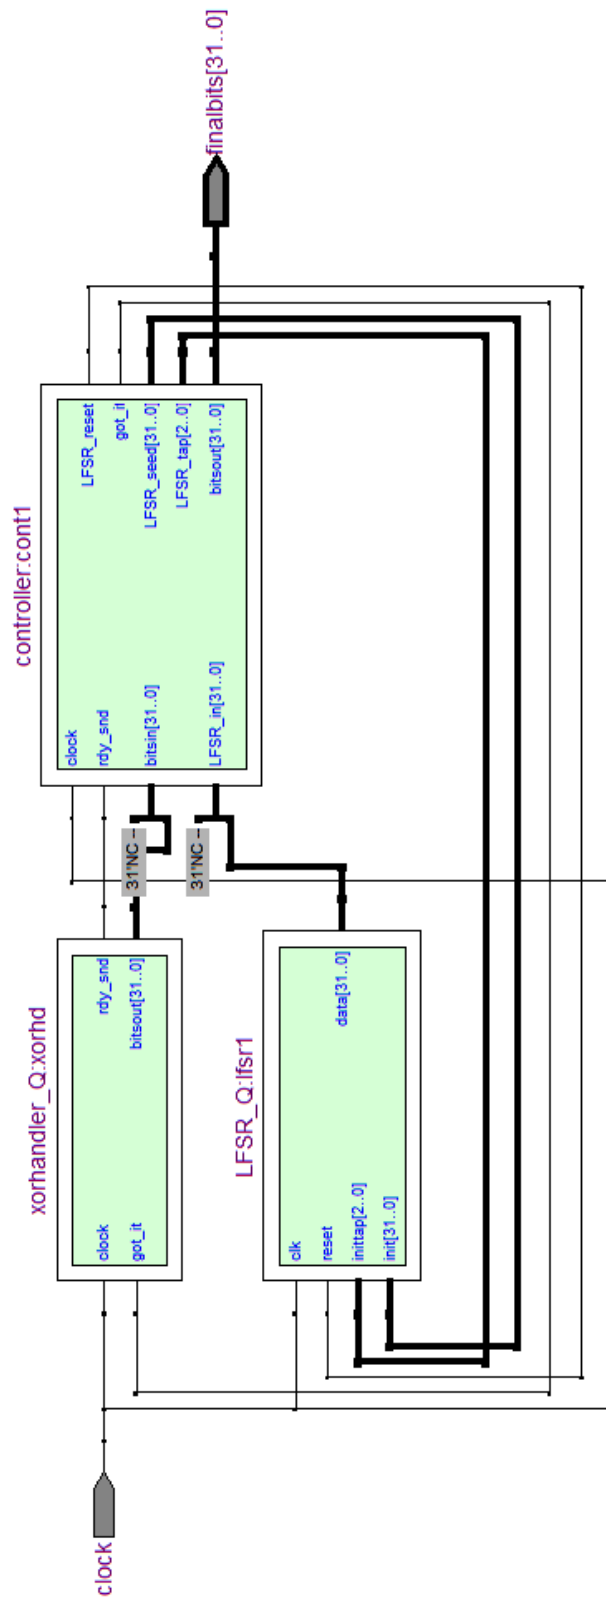 clock
xorhandler_Q:xorhd
clock
got_it
rdy_snd
bitsout[31..0]
LFSR_Q:lfsr1
clk
reset
inittap[2..0]
init[31..0]
data[31..0]
31'NC --
31'NC --
controller:cont1
clock
rdy_snd
bitsin[31..0]
LFSR_in[31..0]
LFSR_reset
got_it
LFSR_seed[31..0]
LFSR_tap[2..0]
bitsout[31..0]
finalbits[31..0]